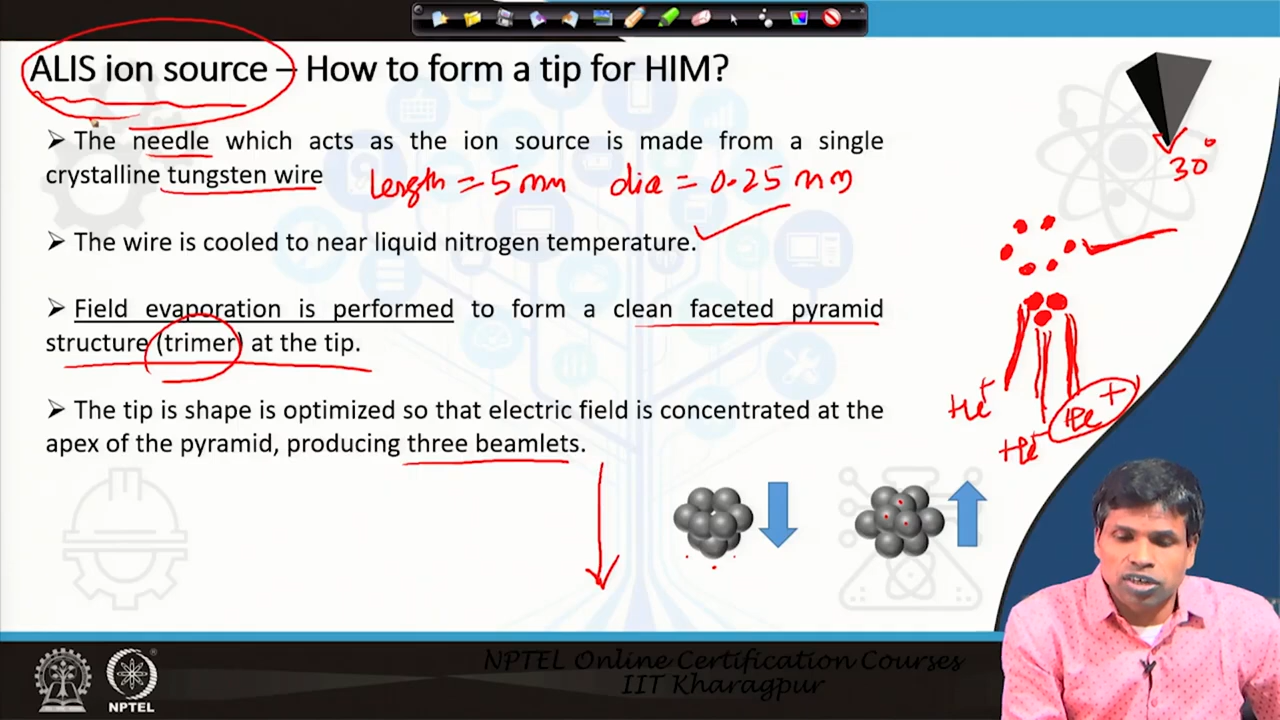 ALIS ion source – How to form a tip for HIM?
➢ The needle which acts as the ion source is made from a single
crystalline tungsten wire
length = 5mm dia = 0.25 mm
30°
➢ The wire is cooled to near liquid nitrogen temperature.
➢ Field evaporation is performed to form a clean faceted pyramid
structure (trimer) at the tip.
➢ The tip is shape is optimized so that electric field is concentrated at the
apex of the pyramid, producing three beamlets.
He+
He+
He+
NPTEL Online Certification Courses
IIT Kharagpur
NPTEL